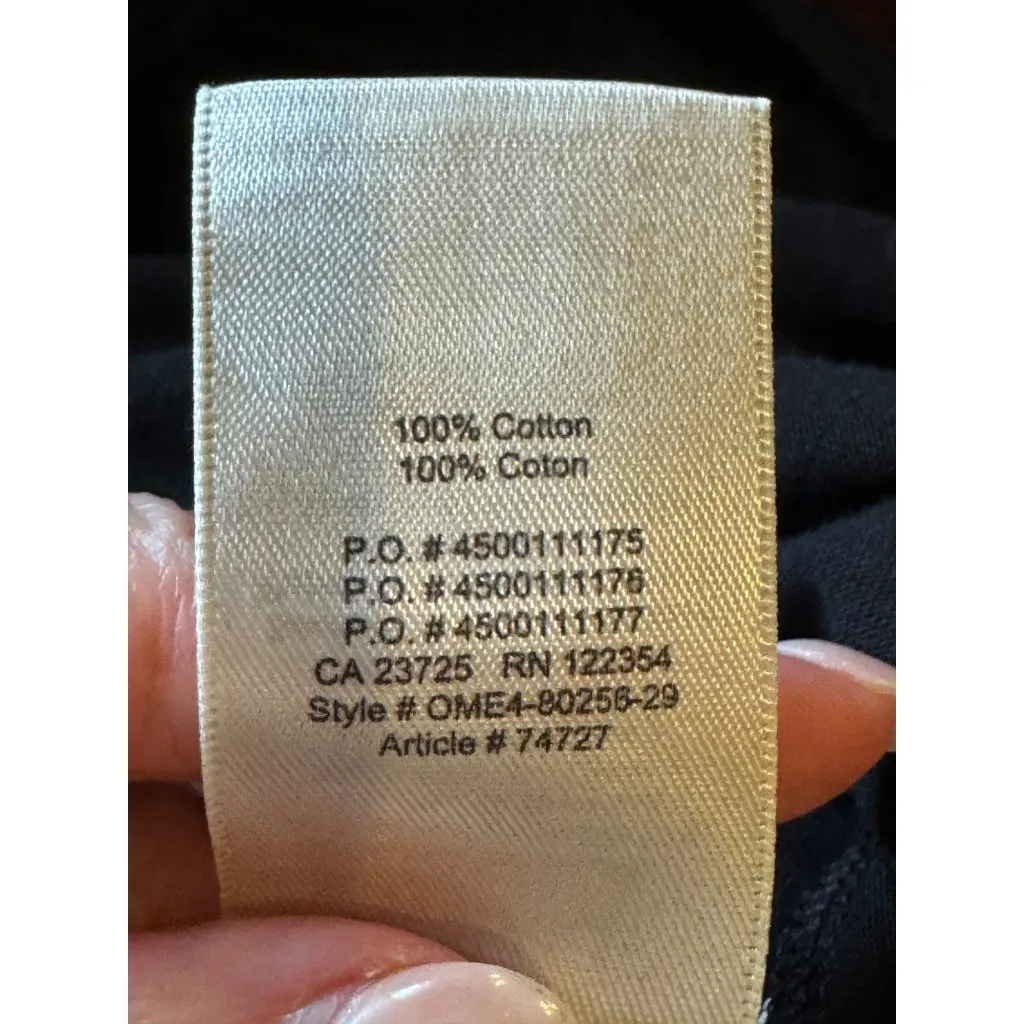 100% Cotton
100% Coton
P.O. # 4500111175
P.O. # 4500111176
P.O. # 4500111177
CA 23725 RN 122354
Style # OME4-80256-29
Article # 74727